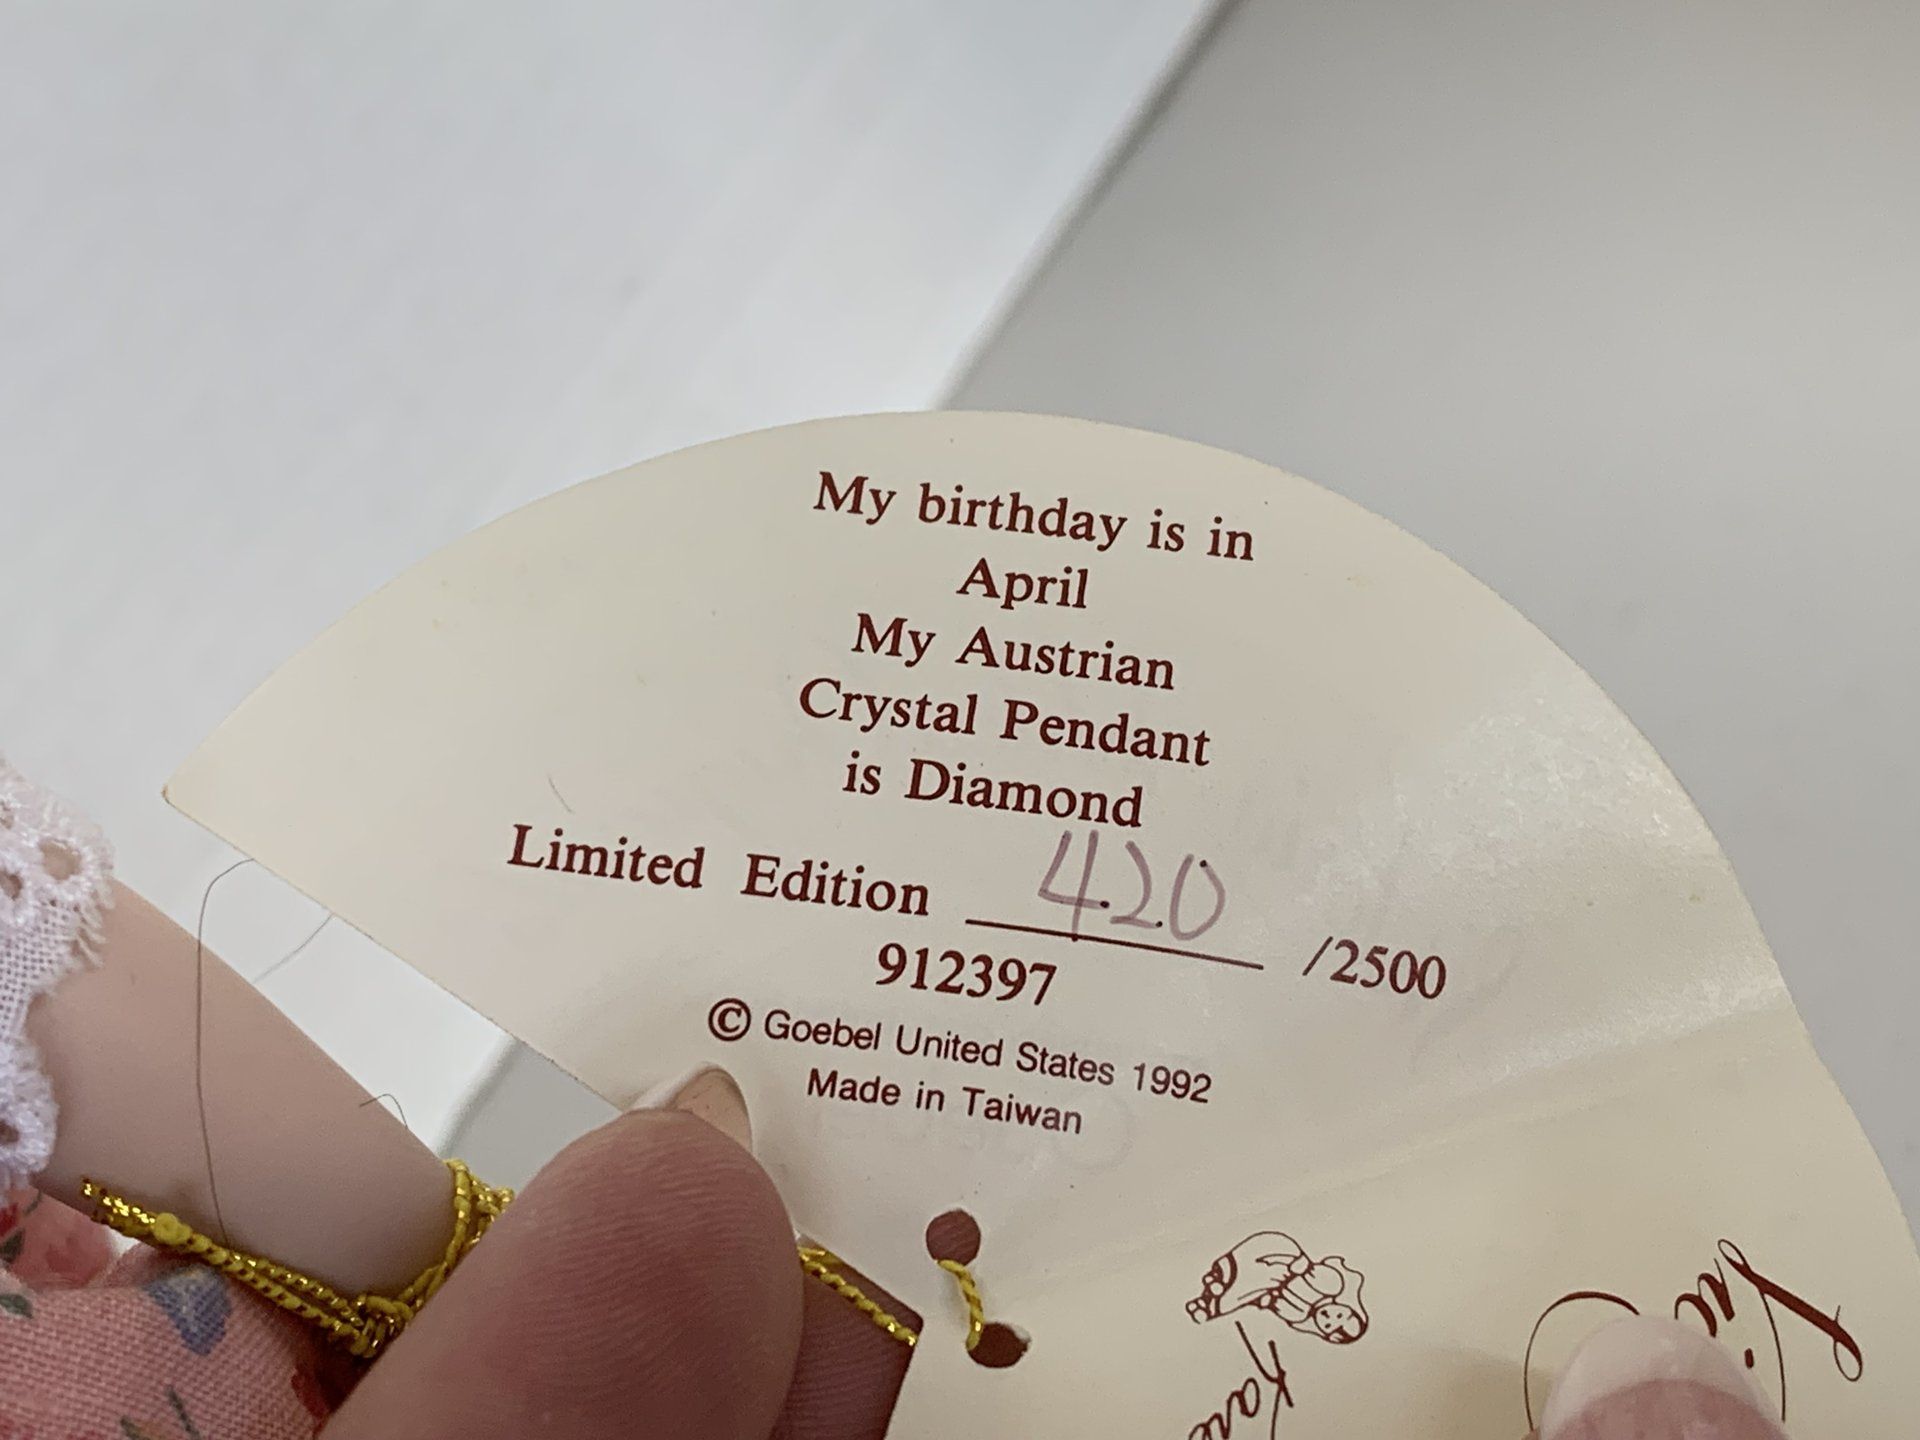 My birthday is in
April
My Austrian
Crystal Pendant
is Diamond
Limited Edition 420 /2500
912397
© Goebel United States 1992
Made in Taiwan